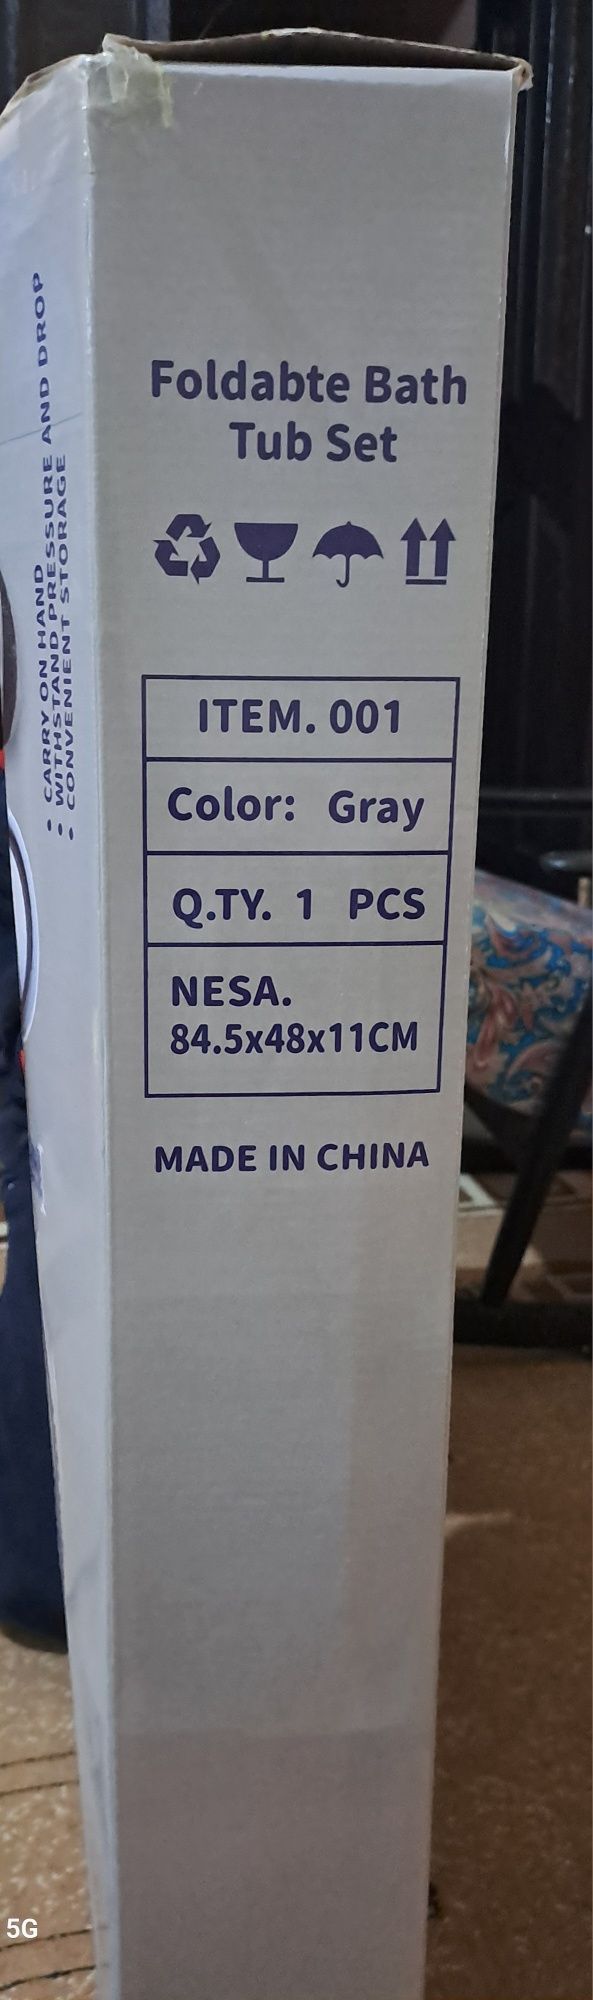 Foldabte Bath
Tub Set
ITEM. 001
Color: Gray
Q.TY. 1 PCS
NESA.
84.5x48x11CM
MADE IN CHINA
• CARRY ON HAND
• WITHSTAND PRESSURE AND DROP
• CONVENIENT STORAGE
5G